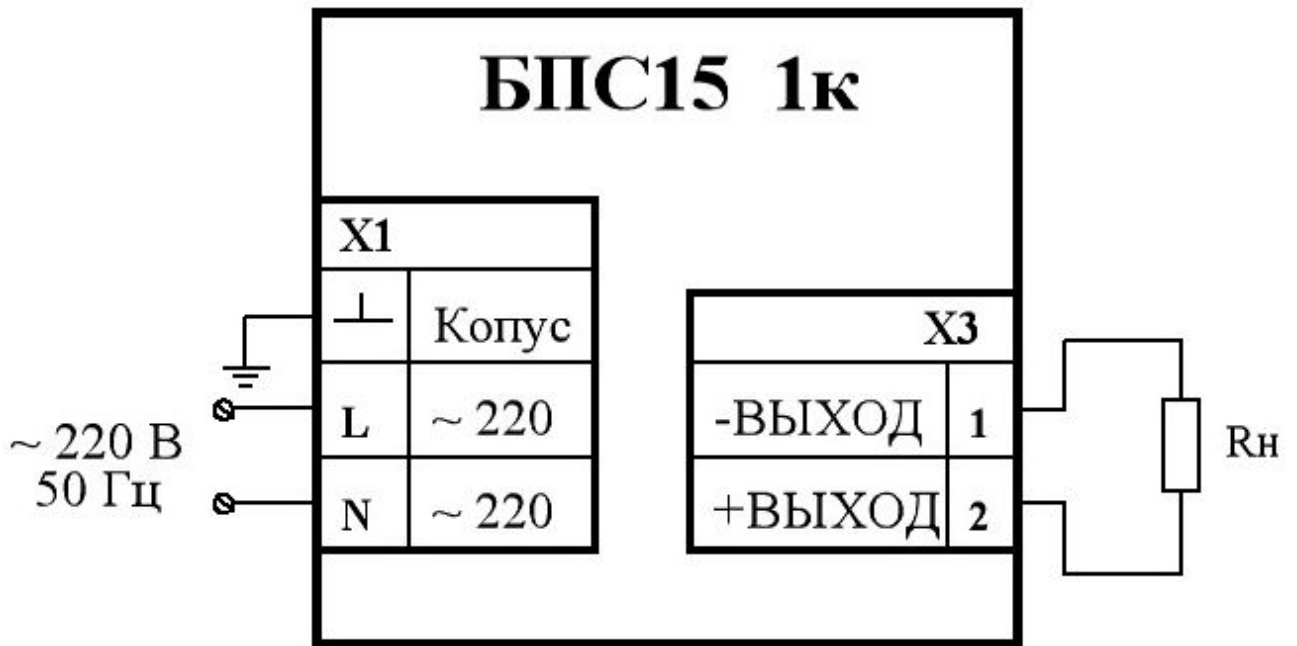 БПС15 1к
X1
Копус
L ~ 220
N ~ 220
~ 220 В
50 Гц
X3
-ВЫХОД 1
+ВЫХОД 2
Rн